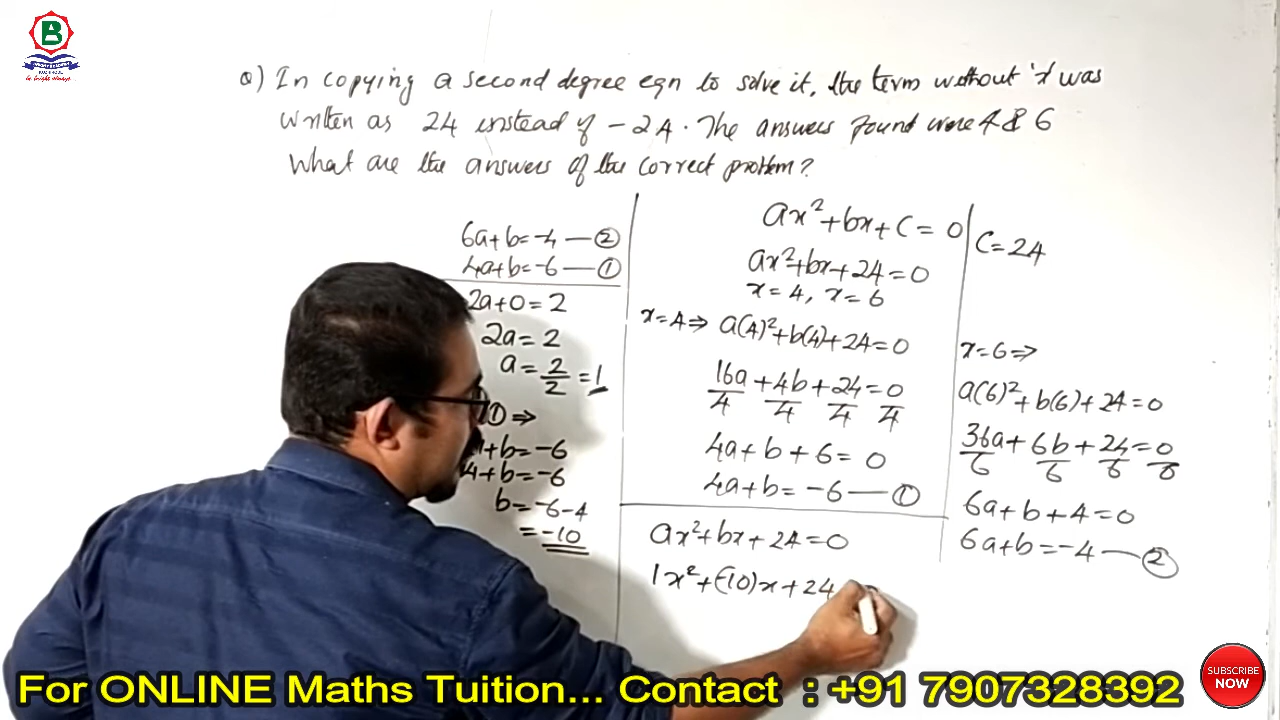 B
Q) In copying a second degree eqn to solve it, the term without 'x' was
written as 24 instead of -24. The answers found were 4 & 6
What are the answers of the correct problem?
6a+b=-4 — ②
4a+b=-6 — ①
2a+0=2
2a=2
a=2/2=1
① ⇒
+b=-6
4+b=-6
b=-6-4
=-10
ax²+bx+c=0
ax²+bx+24=0
x=4, x=6
x=4⇒ a(4)²+b(4)+24=0
16a/4+4b/4+24/4=0/4
4a+b+6=0
4a+b=-6 — ①
ax²+bx+24=0
1x²+(-10)x+24
C=24
x=6⇒
a(6)²+b(6)+24=0
36a/6+6b/6+24/6=0/6
6a+b+4=0
6a+b=-4 — ②
For ONLINE Maths Tuition... Contact : +91 7907328392
SUBSCRIBE
NOW